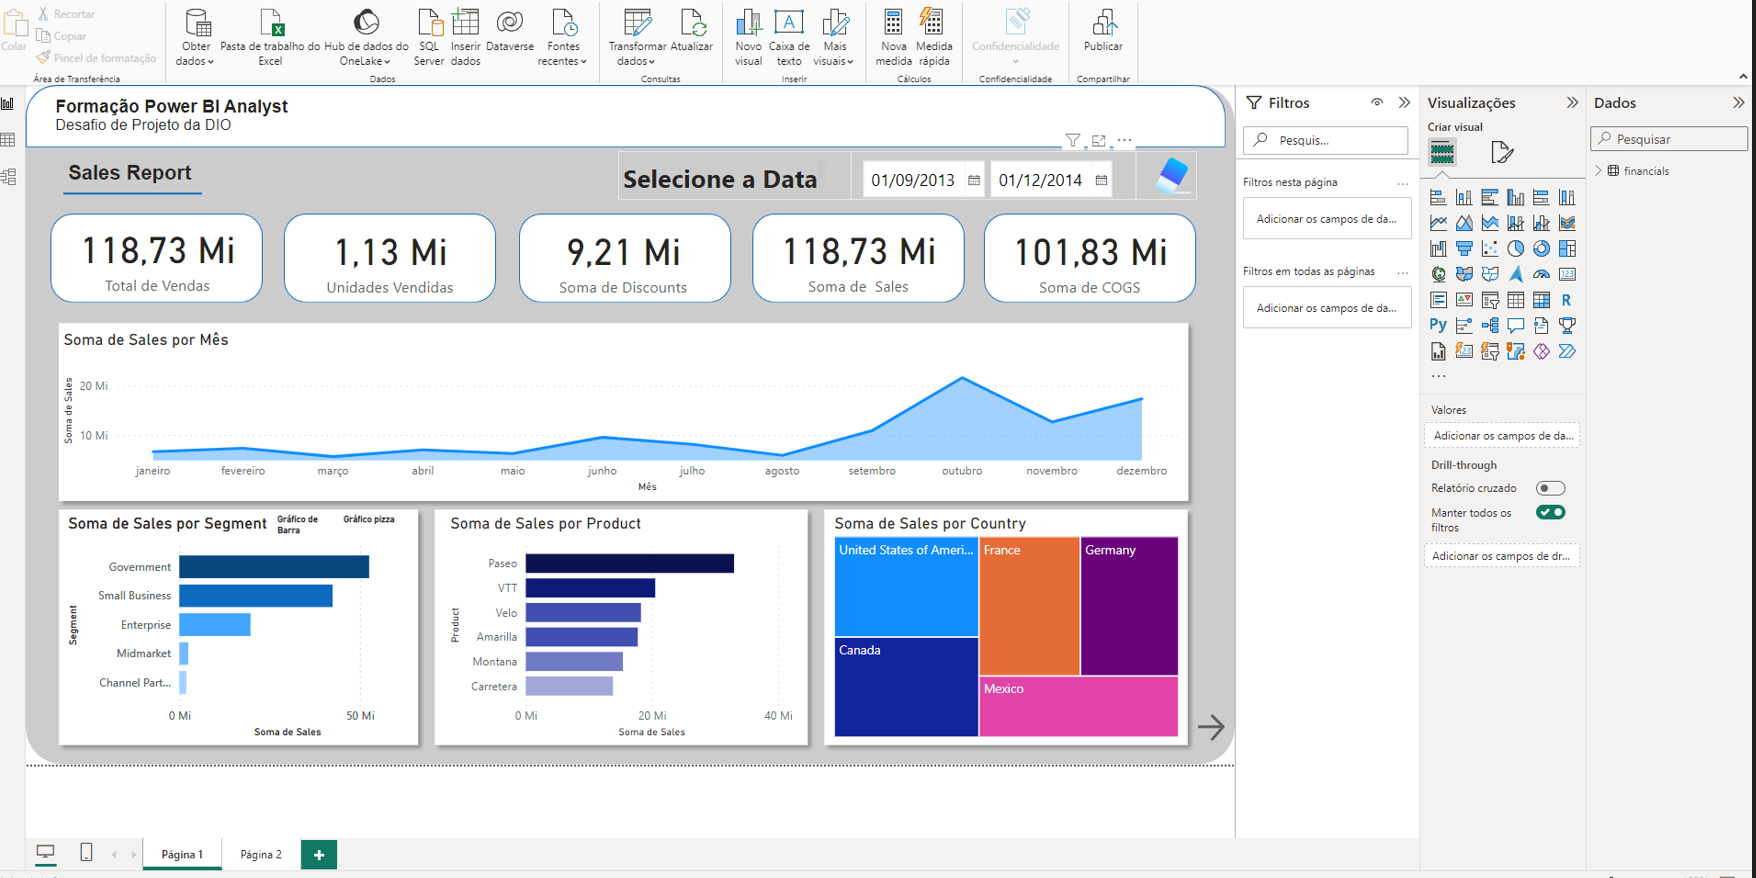 Colar
Recortar
Copiar
Pincel de formatação
Área de Transferência
Obter dados
Pasta de trabalho do Excel
Hub de dados do OneLake
SQL Server
Inserir dados
Dataverse
Fontes recentes
Dados
Transformar dados
Atualizar
Consultas
Novo visual
Caixa de texto
Mais visuais
Inserir
Nova medida
Medida rápida
Cálculos
Confidencialidade
Confidencialidade
Publicar
Compartilhar
Formação Power BI Analyst
Desafio de Projeto da DIO
Sales Report
Selecione a Data
01/09/2013
01/12/2014
118,73 Mi
Total de Vendas
1,13 Mi
Unidades Vendidas
9,21 Mi
Soma de Discounts
118,73 Mi
Soma de  Sales
101,83 Mi
Soma de COGS
Soma de Sales por Mês
Soma de Sales
20 Mi
10 Mi
janeiro
fevereiro
março
abril
maio
junho
julho
agosto
setembro
outubro
novembro
dezembro
Mês
Soma de Sales por Segment
Gráfico de
Barra
Gráfico pizza
Segment
Government
Small Business
Enterprise
Midmarket
Channel Part...
0 Mi
50 Mi
Soma de Sales
Soma de Sales por Product
Product
Paseo
VTT
Velo
Amarilla
Montana
Carretera
0 Mi
20 Mi
40 Mi
Soma de Sales
Soma de Sales por Country
United States of Ameri...
France
Germany
Canada
Mexico
Filtros
Pesquis...
Filtros nesta página
Adicionar os campos de da...
Filtros em todas as páginas
Adicionar os campos de da...
Visualizações
Criar visual
R
Py
123
123
Valores
Adicionar os campos de da...
Drill-through
Relatório cruzado
Manter todos os
filtros
Adicionar os campos de dr...
Dados
Pesquisar
financials
Página 1
Página 2